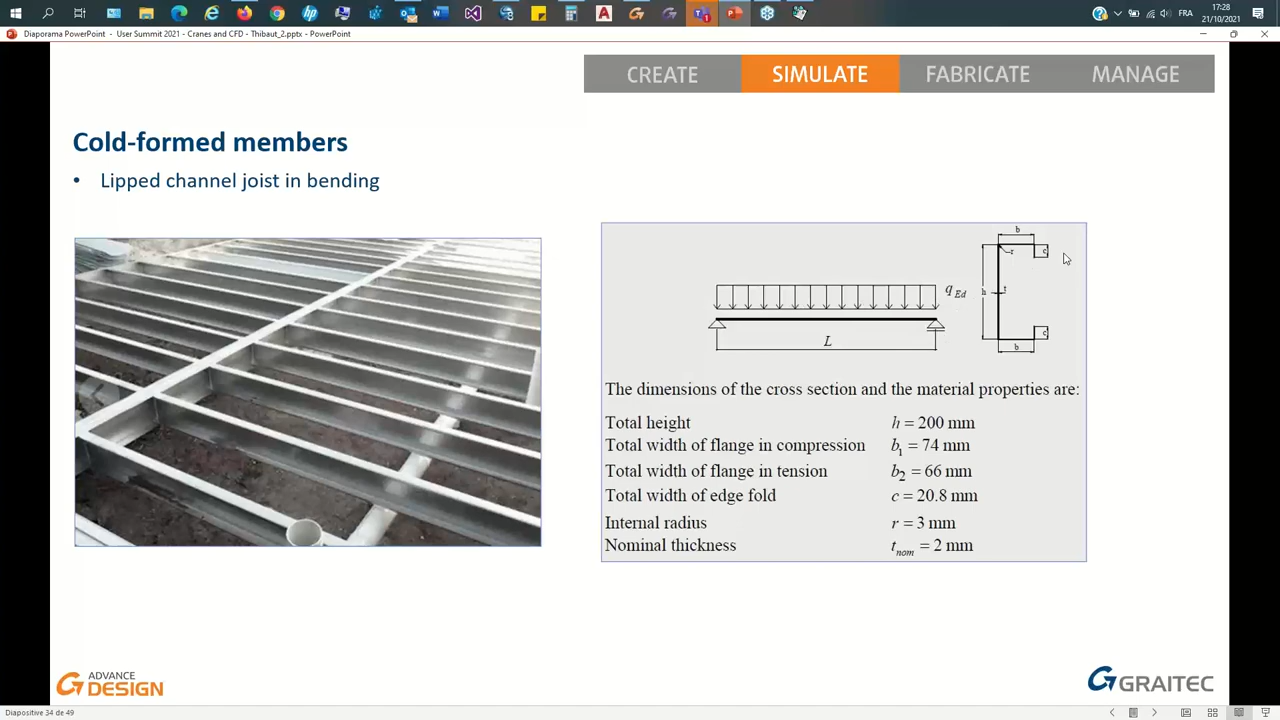 17:28
FRA
21/10/2021
Diaporama PowerPoint - User Summit 2021 - Cranes and CFD - Thibaut_2.pptx - PowerPoint
CREATE SIMULATE FABRICATE MANAGE
Cold-formed members
• Lipped channel joist in bending
b
c
r
q Ed
h t
L
c
b
The dimensions of the cross section and the material properties are:
Total height h = 200 mm
Total width of flange in compression b1 = 74 mm
Total width of flange in tension b2 = 66 mm
Total width of edge fold c = 20.8 mm
Internal radius r = 3 mm
Nominal thickness tnom = 2 mm
ADVANCE
DESIGN
GRAITEC
Diapositive 34 de 49